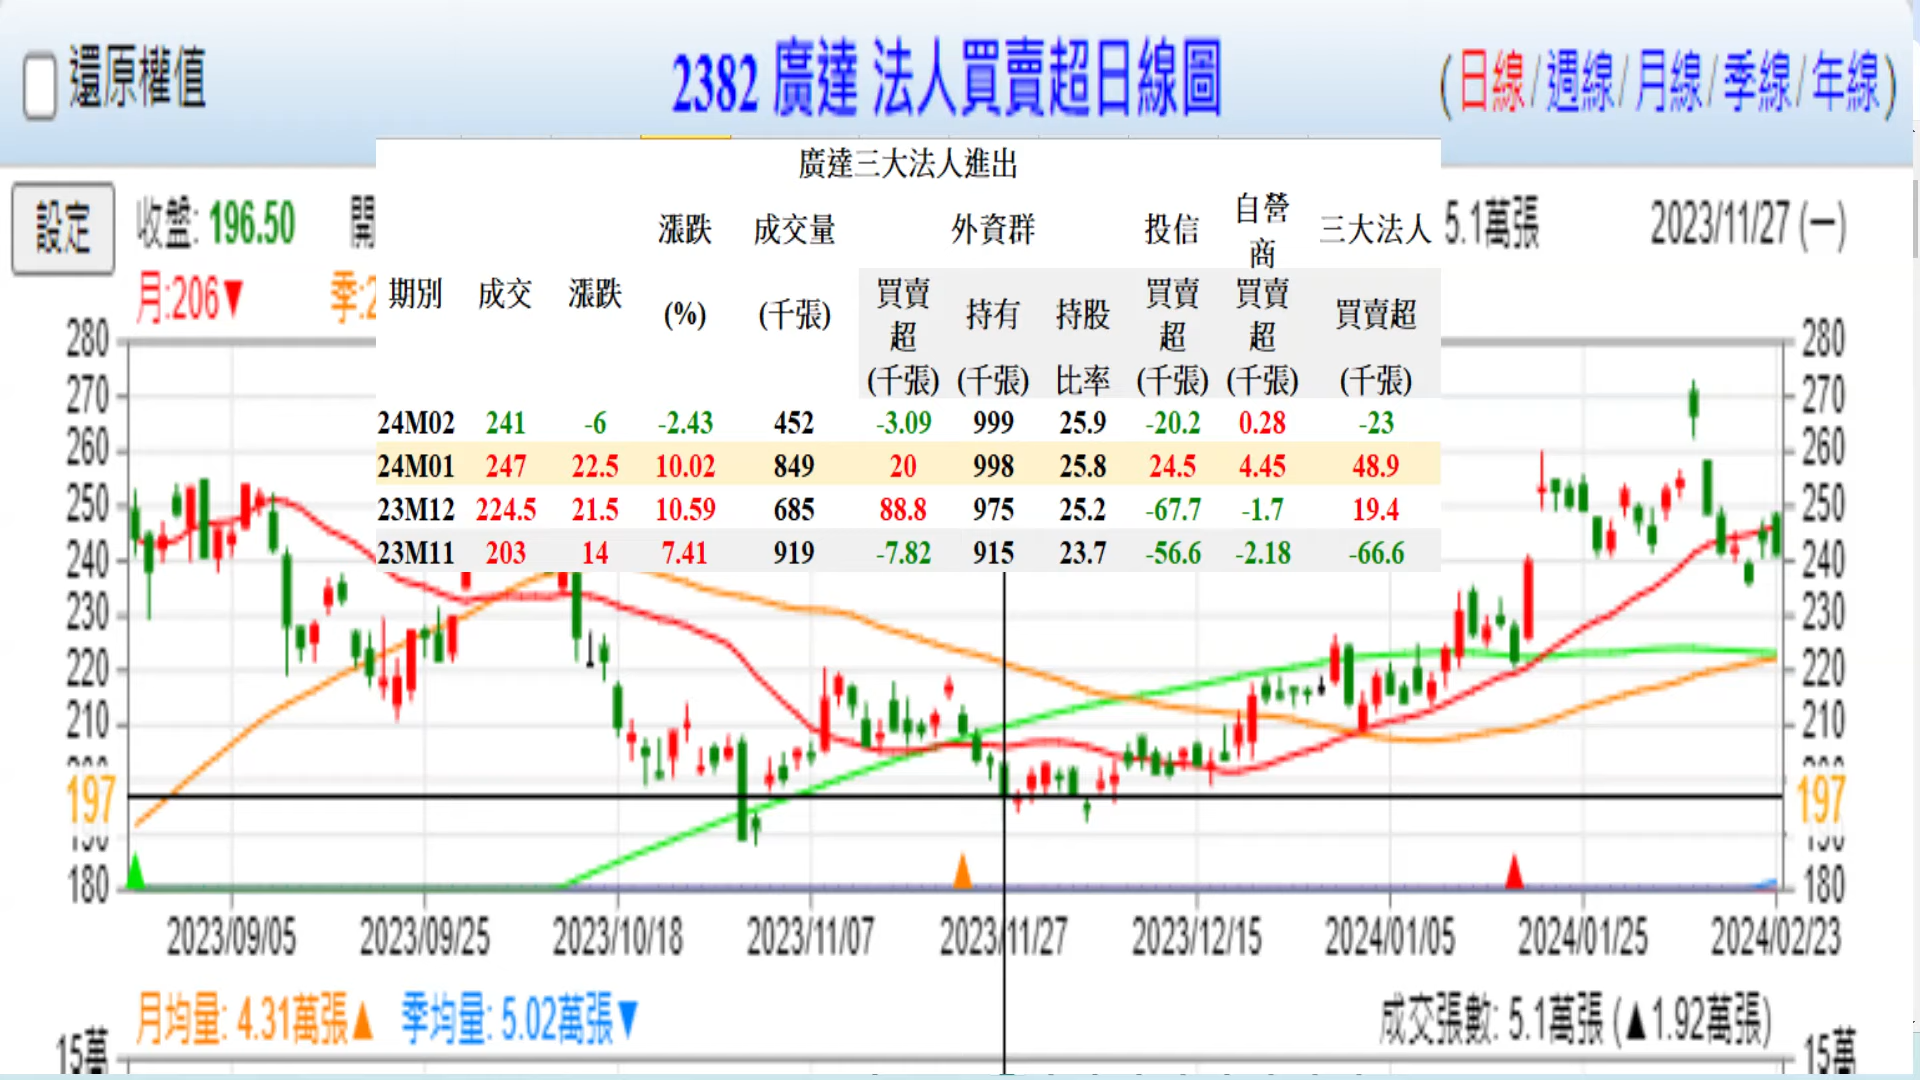 還原權值
2382 廣達 法人買賣超日線圖
(日線/週線/月線/季線/年線)
設定
收盤: 196.50
開
5.1萬張
2023/11/27 (一)
月:206▼
季:2
廣達三大法人進出
期別 成交 漲跌 漲跌 (%) 成交量 (千張) 外資群 投信 自營商 三大法人
買賣超 (千張) 持有 (千張) 持股 比率 買賣超 (千張) 買賣超 (千張) 買賣超 (千張)
24M02 241 -6 -2.43 452 -3.09 999 25.9 -20.2 0.28 -23
24M01 247 22.5 10.02 849 20 998 25.8 24.5 4.45 48.9
23M12 224.5 21.5 10.59 685 88.8 975 25.2 -67.7 -1.7 19.4
23M11 203 14 7.41 919 -7.82 915 23.7 -56.6 -2.18 -66.6
280 280
270 270
260 260
250 250
240 240
230 230
220 220
210 210
197 197
180 180
2023/09/05 2023/09/25 2023/10/18 2023/11/07 2023/11/27 2023/12/15 2024/01/05 2024/01/25 2024/02/23
月均量: 4.31萬張▲ 季均量: 5.02萬張▼
成交張數: 5.1萬張 (▲1.92萬張)
15萬 15萬